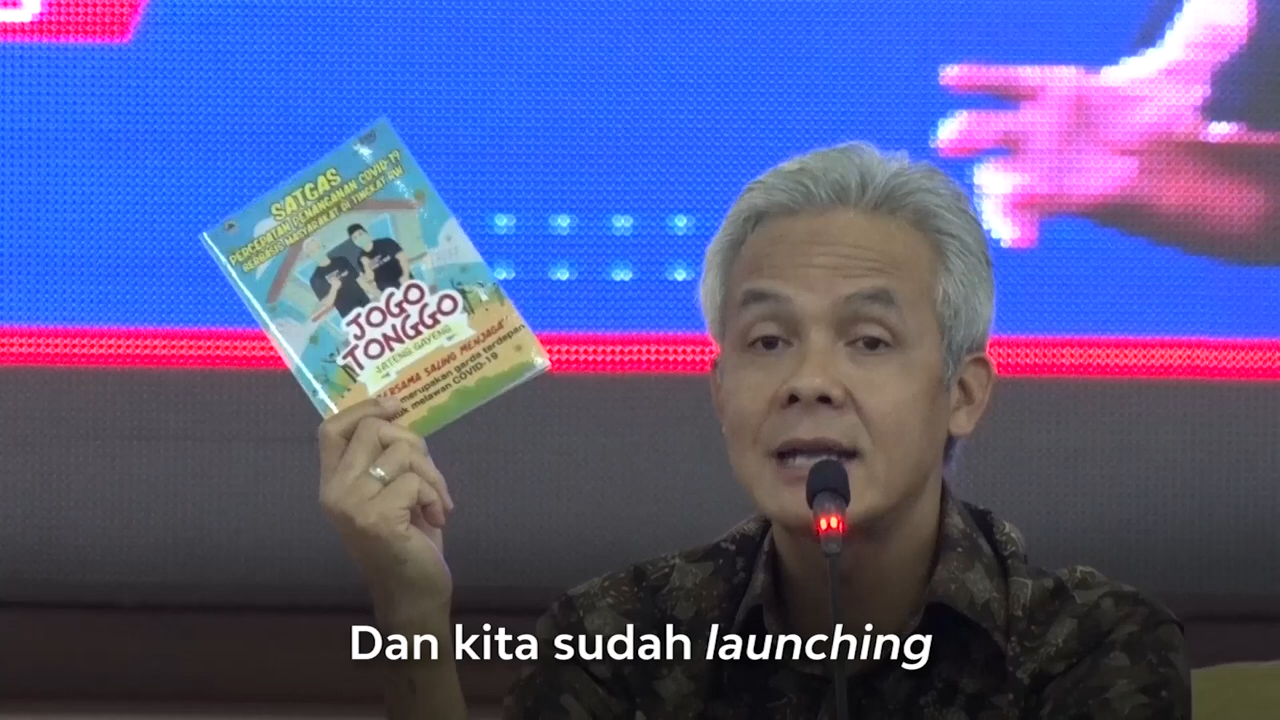 SATGAS
PERCEPATAN PENANGANAN COVID-19
BERBASIS MASYARAKAT DI TINGKAT RW
JOGO
TONGGO
JATENG GAYENG
BERSAMA SALING MENJAGA
merupakan garda terdepan
untuk melawan COVID-19
Dan kita sudah launching